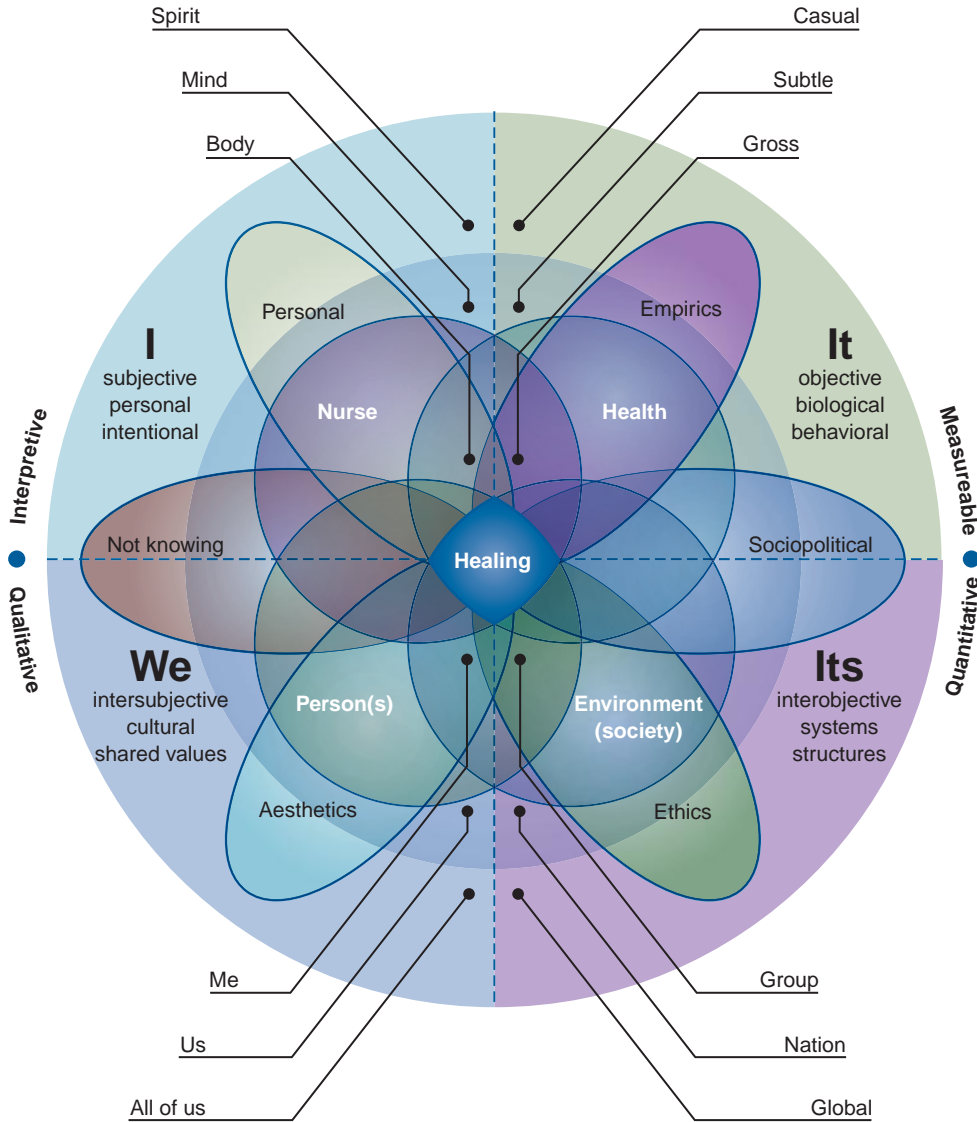 Spirit
Casual
Mind
Subtle
Body
Gross
Personal
Empirics
I
subjective
personal
intentional
It
objective
biological
behavioral
Nurse
Health
Interpretive
Measureable
Not knowing
Healing
Sociopolitical
Qualitative
Quantitative
We
intersubjective
cultural
shared values
Its
interobjective
systems
structures
Person(s)
Environment
(society)
Aesthetics
Ethics
Me
Group
Us
Nation
All of us
Global